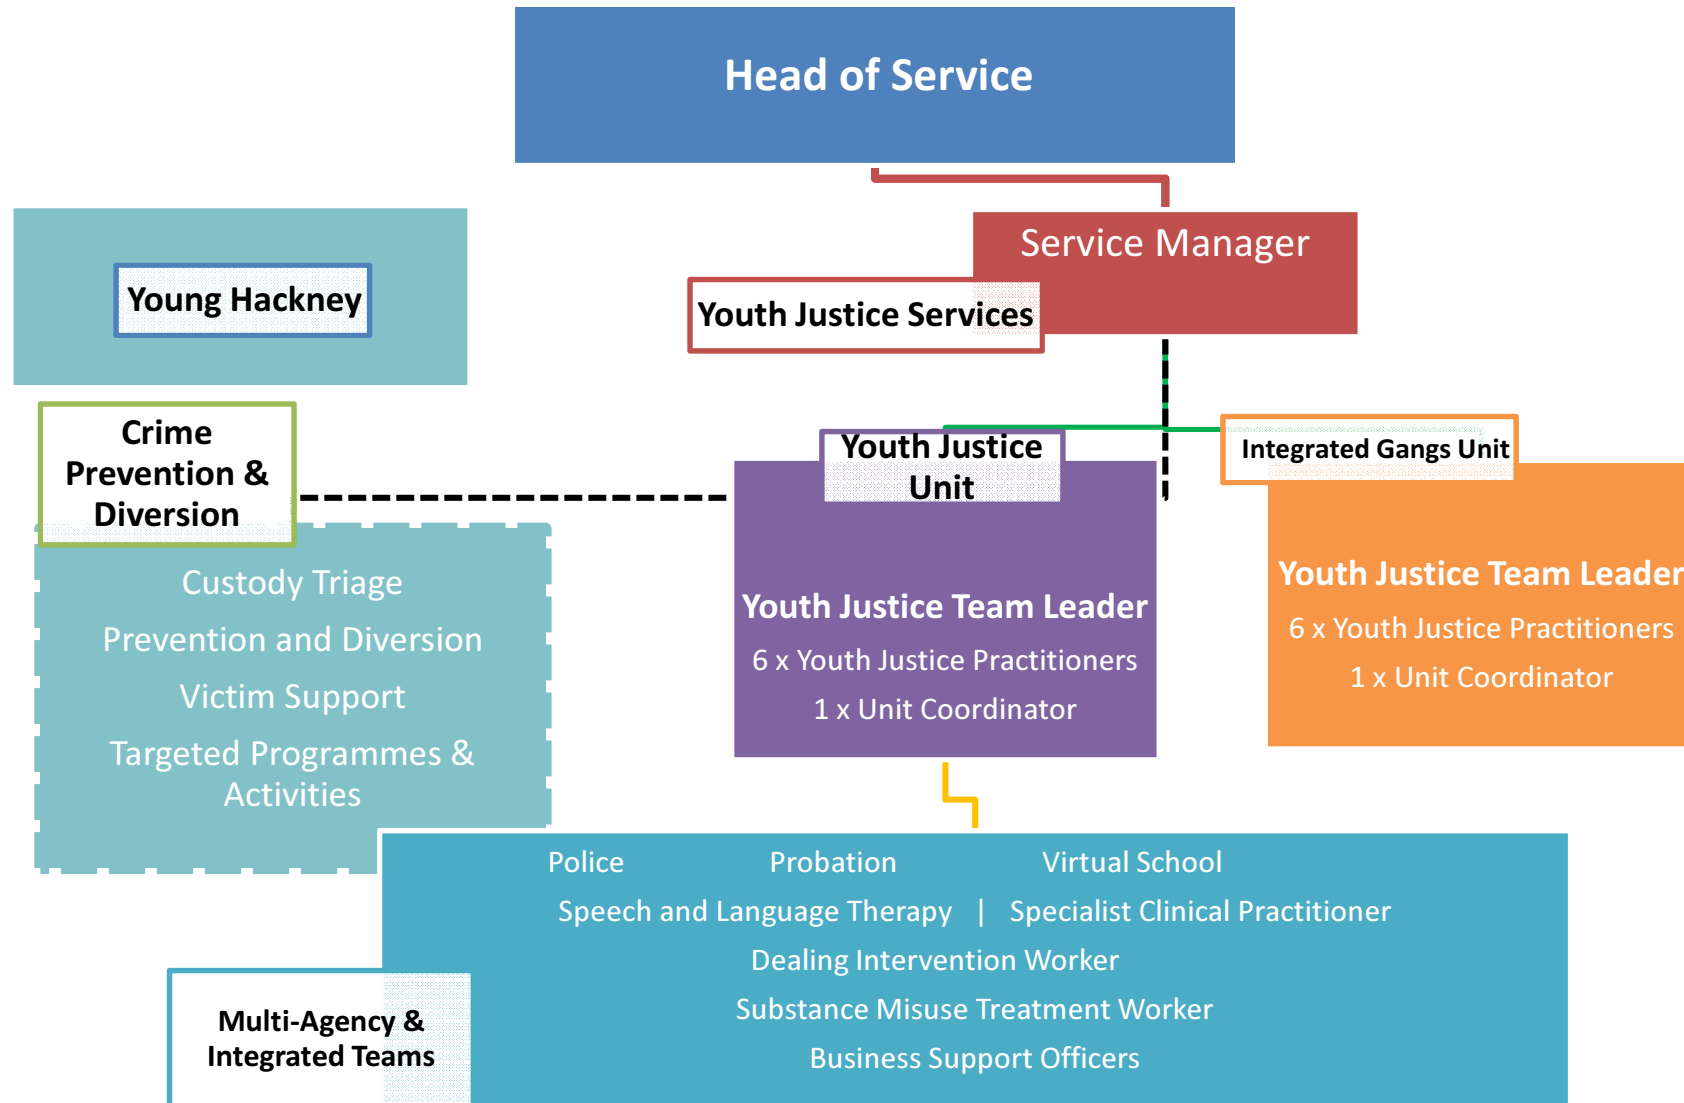 Head of Service
Service Manager
Young Hackney
Youth Justice Services
Crime
Prevention &
Diversion
Custody Triage
Prevention and Diversion
Victim Support
Targeted Programmes &
Activities
Youth Justice
Unit
Youth Justice Team Leader
6 x Youth Justice Practitioners
1 x Unit Coordinator
Integrated Gangs Unit
Youth Justice Team Leader
6 x Youth Justice Practitioners
1 x Unit Coordinator
Police Probation Virtual School
Speech and Language Therapy | Specialist Clinical Practitioner
Dealing Intervention Worker
Substance Misuse Treatment Worker
Business Support Officers
Multi-Agency &
Integrated Teams